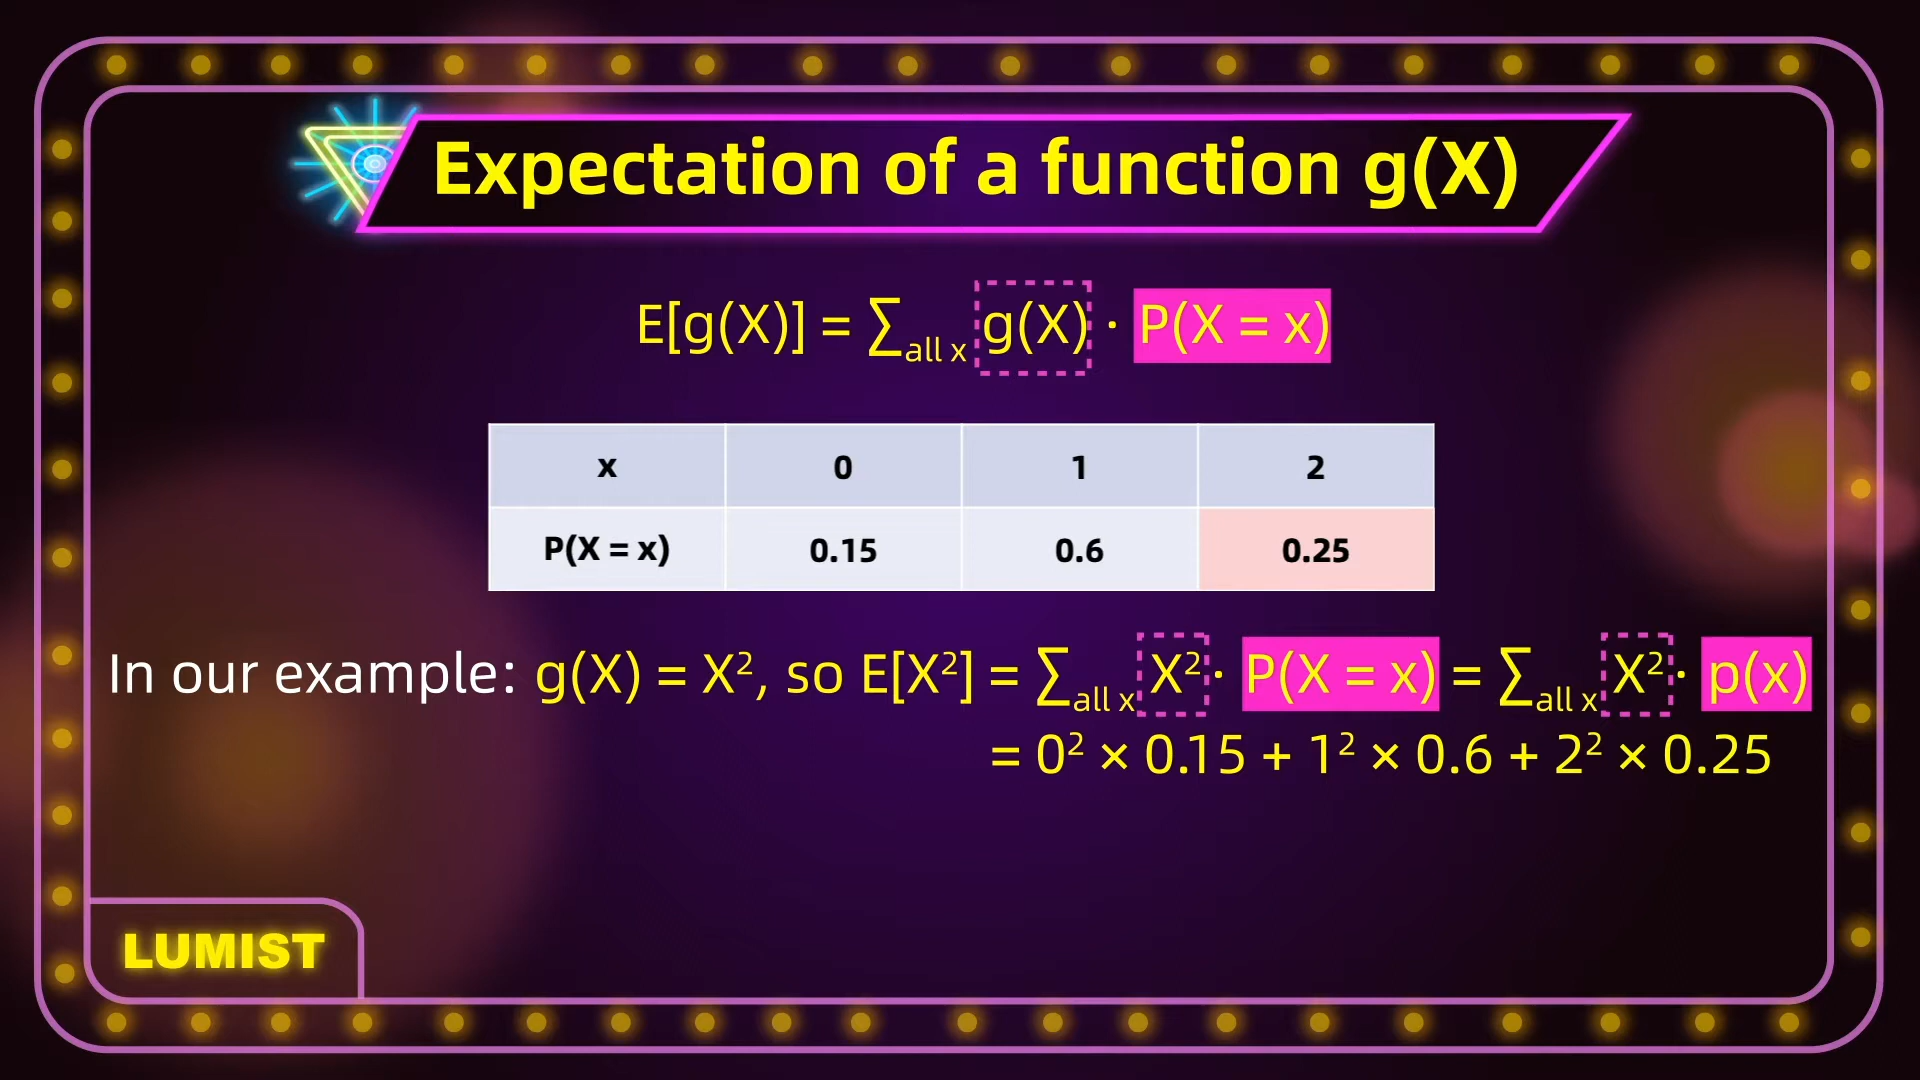 Expectation of a function g(X)
E[g(X)] = ∑all x g(X) · P(X = x)
x 0 1 2
P(X = x) 0.15 0.6 0.25
In our example: g(X) = X², so E[X²] = ∑all x X² · P(X = x) = ∑all x X² · p(x)
= 0² × 0.15 + 1² × 0.6 + 2² × 0.25
LUMIST